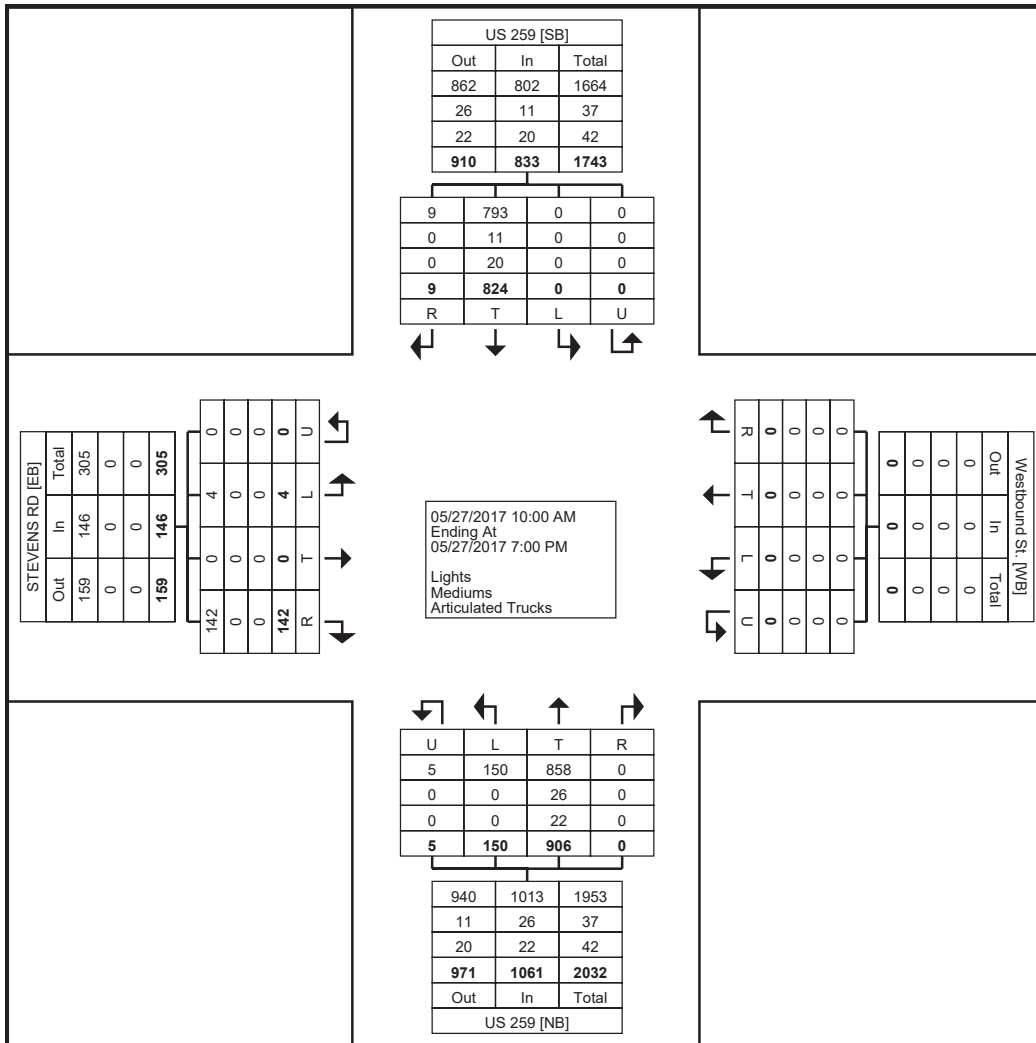 US 259 [SB]
Out In Total
862 802 1664
26 11 37
22 20 42
910 833 1743
9 793 0 0
0 11 0 0
0 20 0 0
9 824 0 0
R T L U
STEVENS RD [EB]
Total In Out
305 146 159
0 0 0
0 0 0
305 146 159
0 4 0 142
0 0 0 0
0 0 0 0
0 4 0 142
U L T R
05/27/2017 10:00 AM
Ending At
05/27/2017 7:00 PM
Lights
Mediums
Articulated Trucks
R T L U
0 0 0 0
0 0 0 0
0 0 0 0
0 0 0 0
Westbound St. [WB]
Out In Total
0 0 0
0 0 0
0 0 0
0 0 0
U L T R
5 150 858 0
0 0 26 0
0 0 22 0
5 150 906 0
940 1013 1953
11 26 37
20 22 42
971 1061 2032
Out In Total
US 259 [NB]